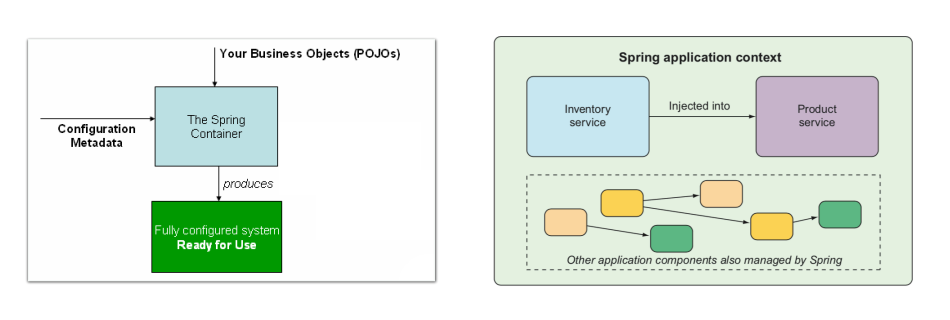 Your Business Objects (POJOs)
The Spring
Container
Configuration
Metadata
produces
Fully configured system
Ready for Use
Spring application context
Inventory
service
Injected into
Product
service
Other application components also managed by Spring